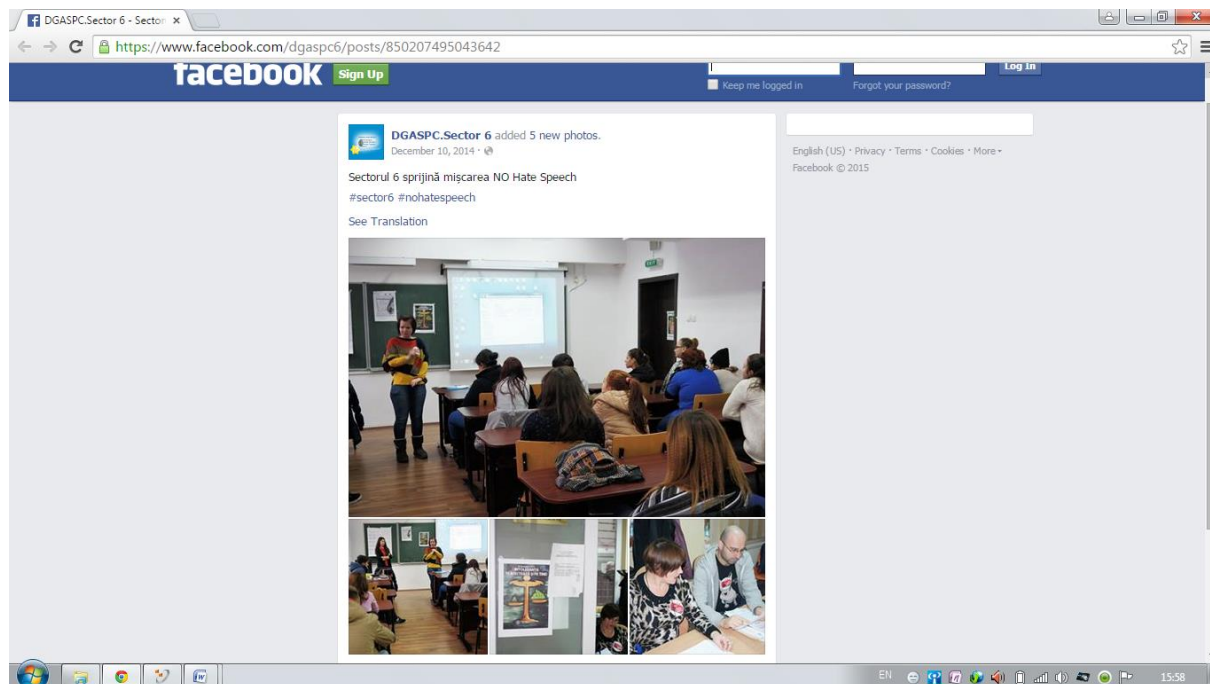 DGASPC.Sector 6 - Sector
https://www.facebook.com/dgaspc6/posts/850207495043642
facebook
Sign Up
Log In
Keep me logged in
Forgot your password?
DGASPC.Sector 6 added 5 new photos.
December 10, 2014
Sectorul 6 sprijină mișcarea NO Hate Speech
#sector6 #nohatespeech
See Translation
English (US) · Privacy · Terms · Cookies · More
Facebook © 2015
EXIT
EN
15:58